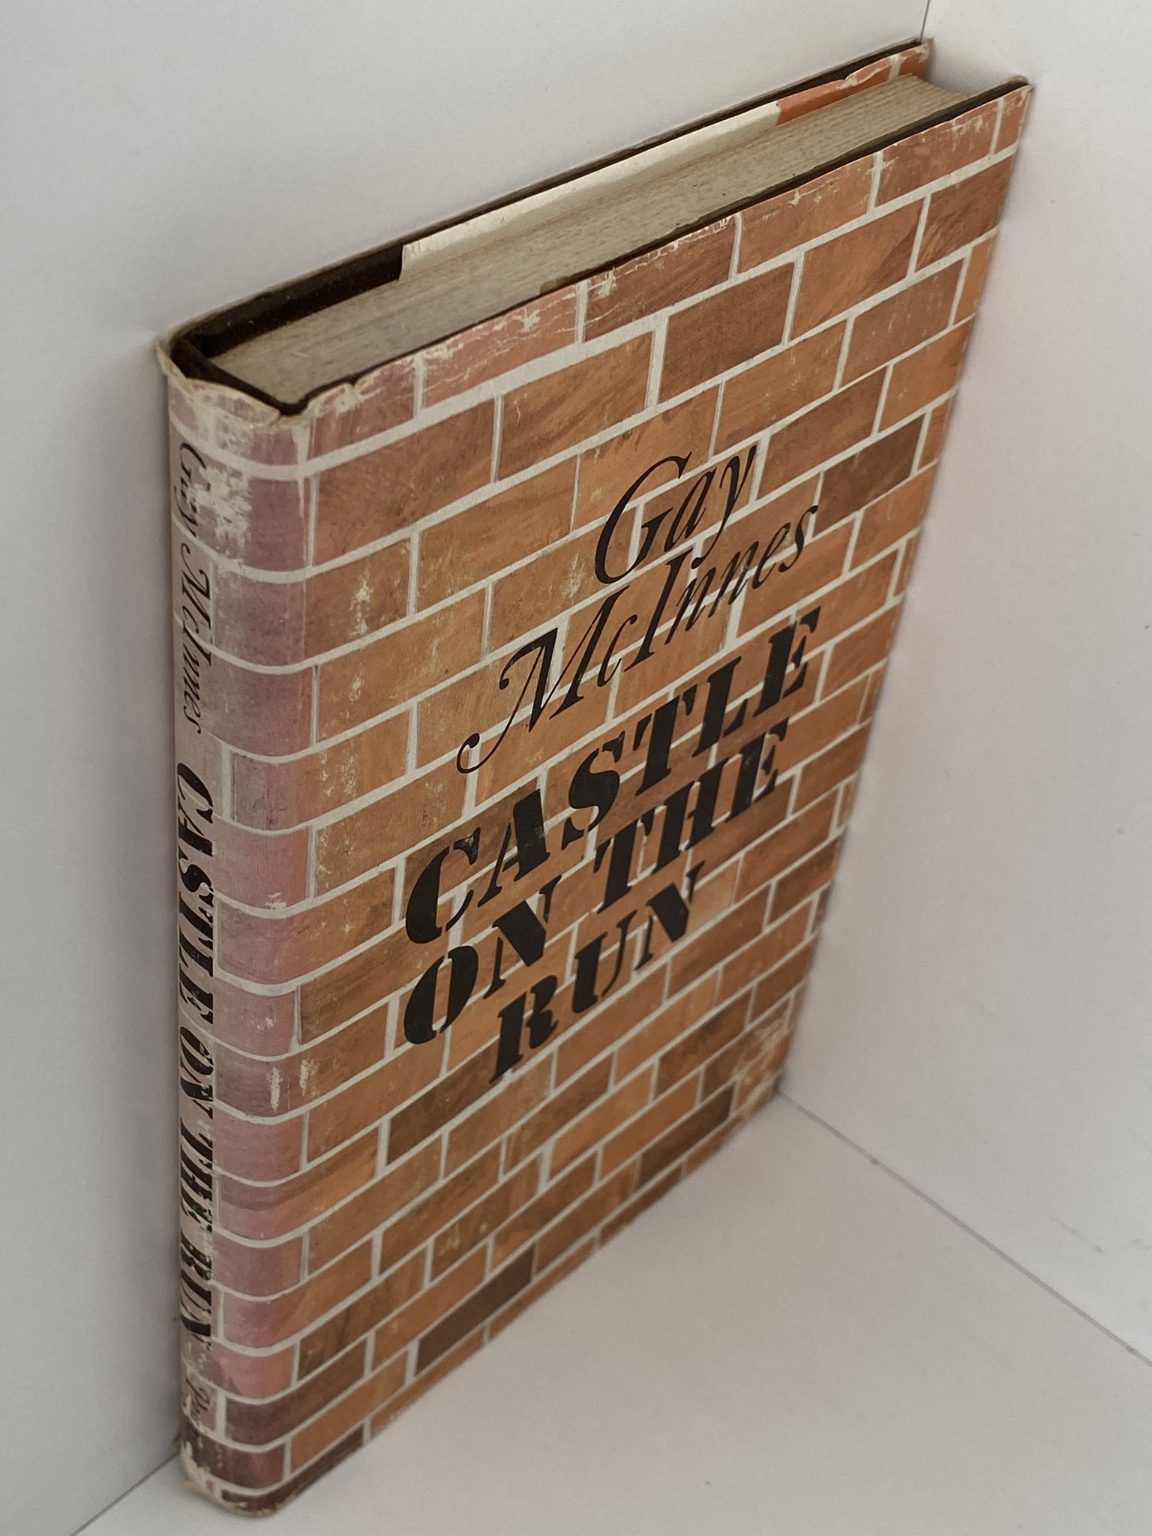 Gay
McInnes
CASTLE
ON THE
RUN
Gay McInnes CASTLE ON THE RUN